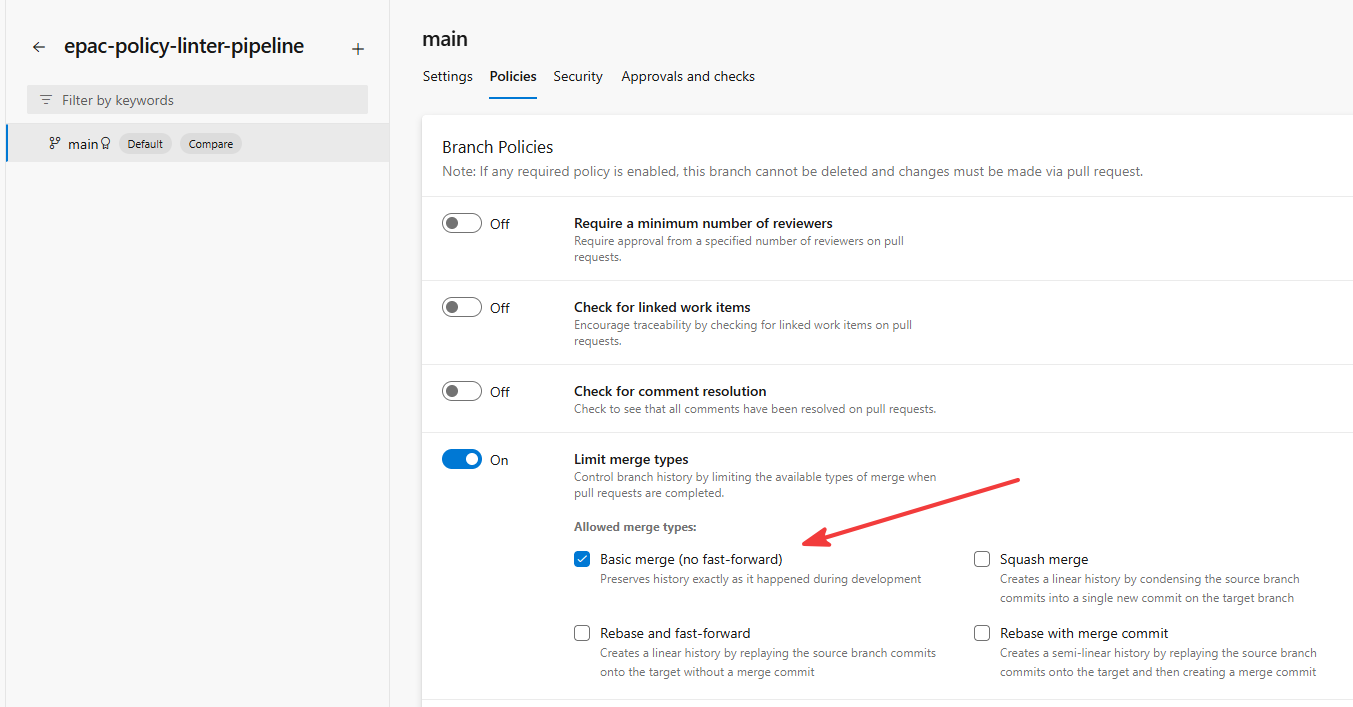 epac-policy-linter-pipeline
Filter by keywords
main Default Compare
main
Settings Policies Security Approvals and checks
Branch Policies
Note: If any required policy is enabled, this branch cannot be deleted and changes must be made via pull request.
Off
Require a minimum number of reviewers
Require approval from a specified number of reviewers on pull
requests.
Off
Check for linked work items
Encourage traceability by checking for linked work items on pull
requests.
Off
Check for comment resolution
Check to see that all comments have been resolved on pull requests.
On
Limit merge types
Control branch history by limiting the available types of merge when
pull requests are completed.
Allowed merge types:
Basic merge (no fast-forward)
Preserves history exactly as it happened during development
Squash merge
Creates a linear history by condensing the source branch
commits into a single new commit on the target branch
Rebase and fast-forward
Creates a linear history by replaying the source branch commits
onto the target without a merge commit
Rebase with merge commit
Creates a semi-linear history by replaying the source branch
commits onto the target and then creating a merge commit